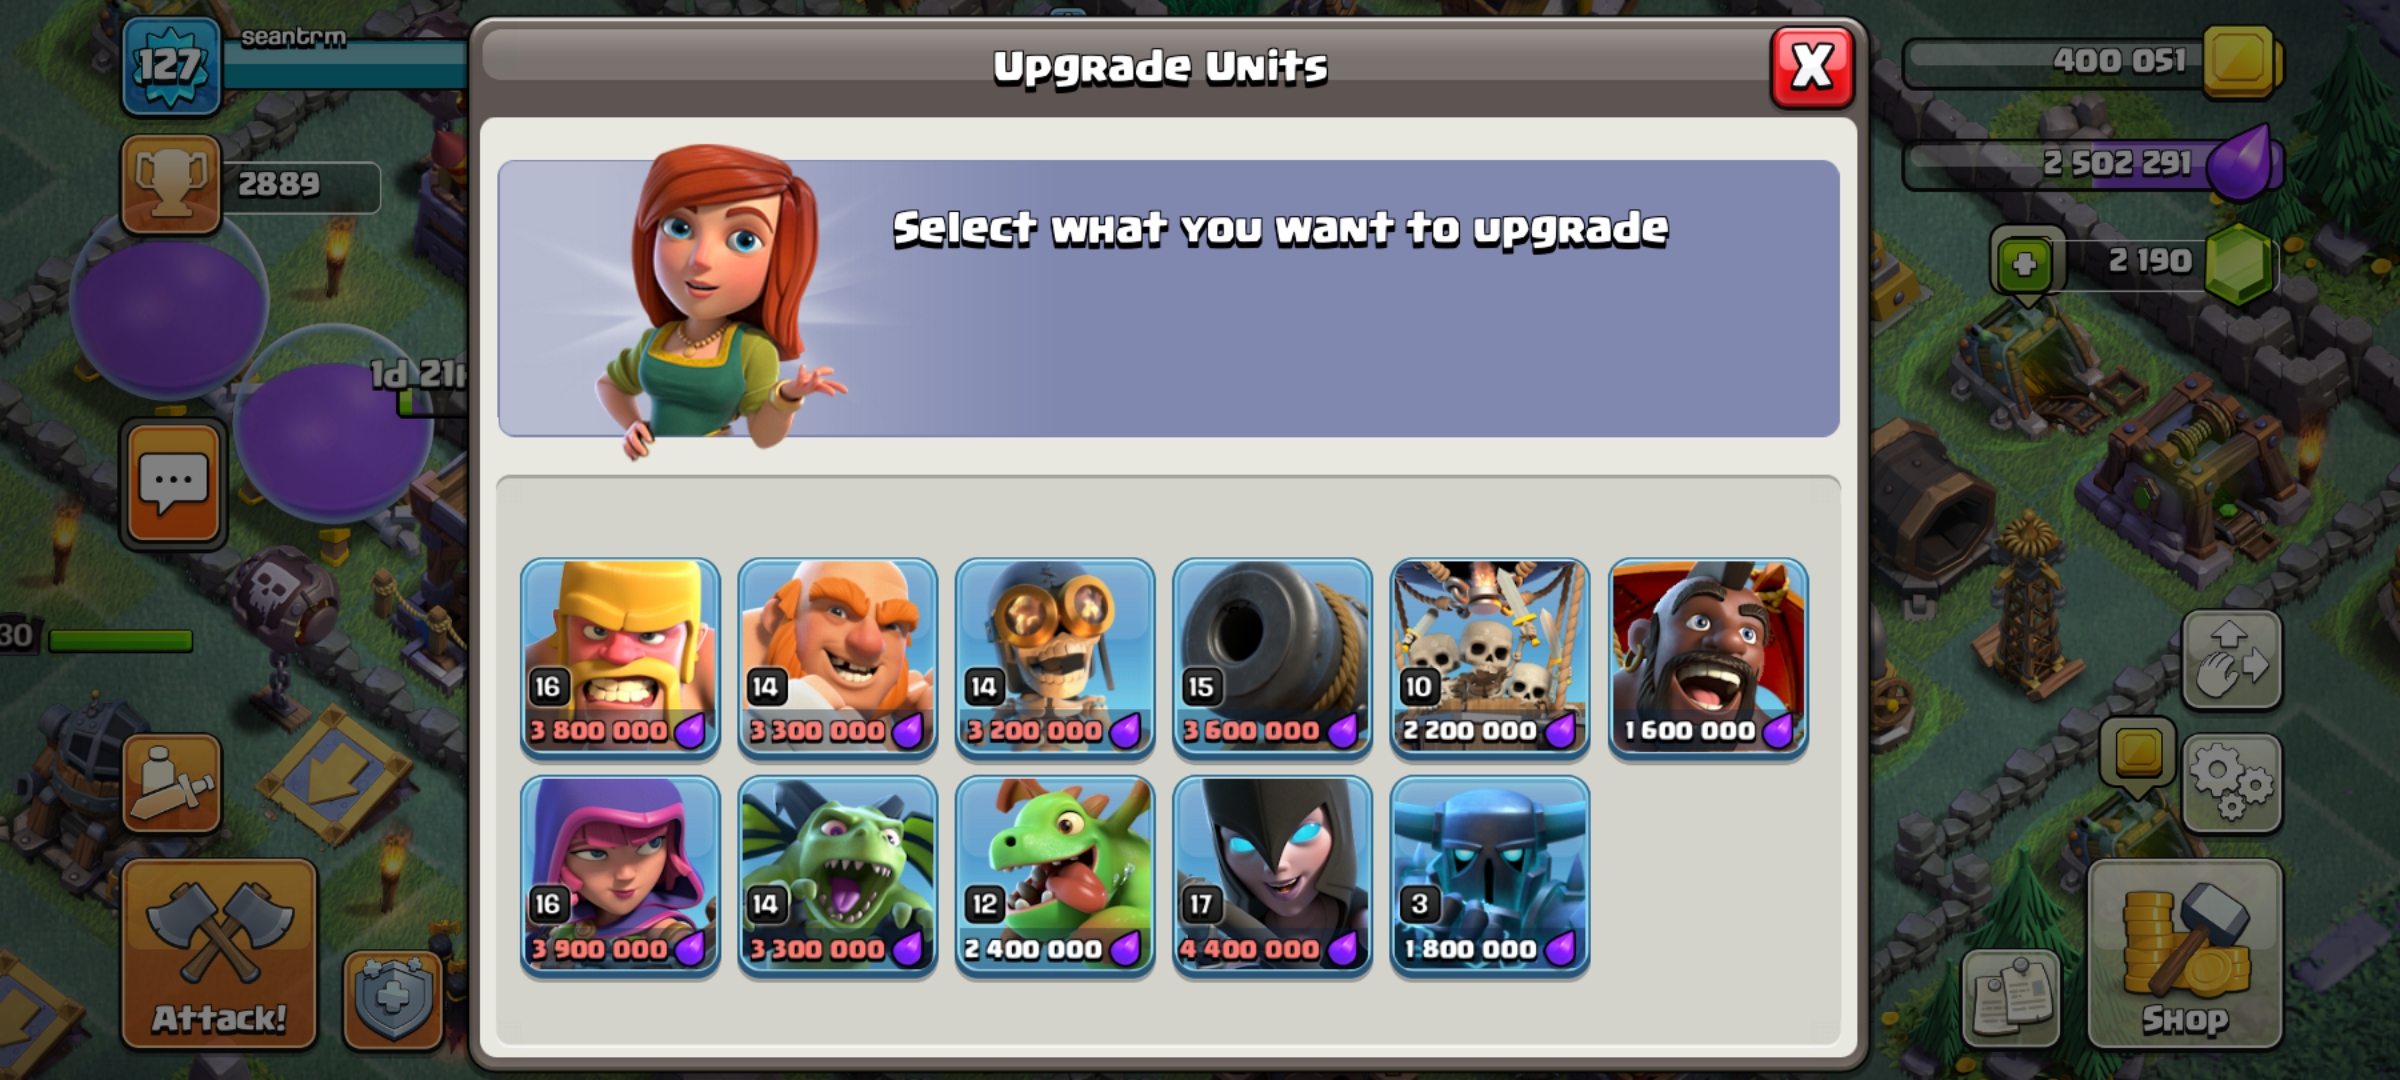 127
seantrm
Upgrade Units
X
400 051
2889
2 502 291
Select what you want to upgrade
2 190
1d 21h
30
16
14
14
15
10
3 800 000
3 300 000
3 200 000
3 600 000
2 200 000
1 600 000
16
14
12
17
3
3 900 000
3 300 000
2 400 000
4 400 000
1 800 000
Attack!
Shop